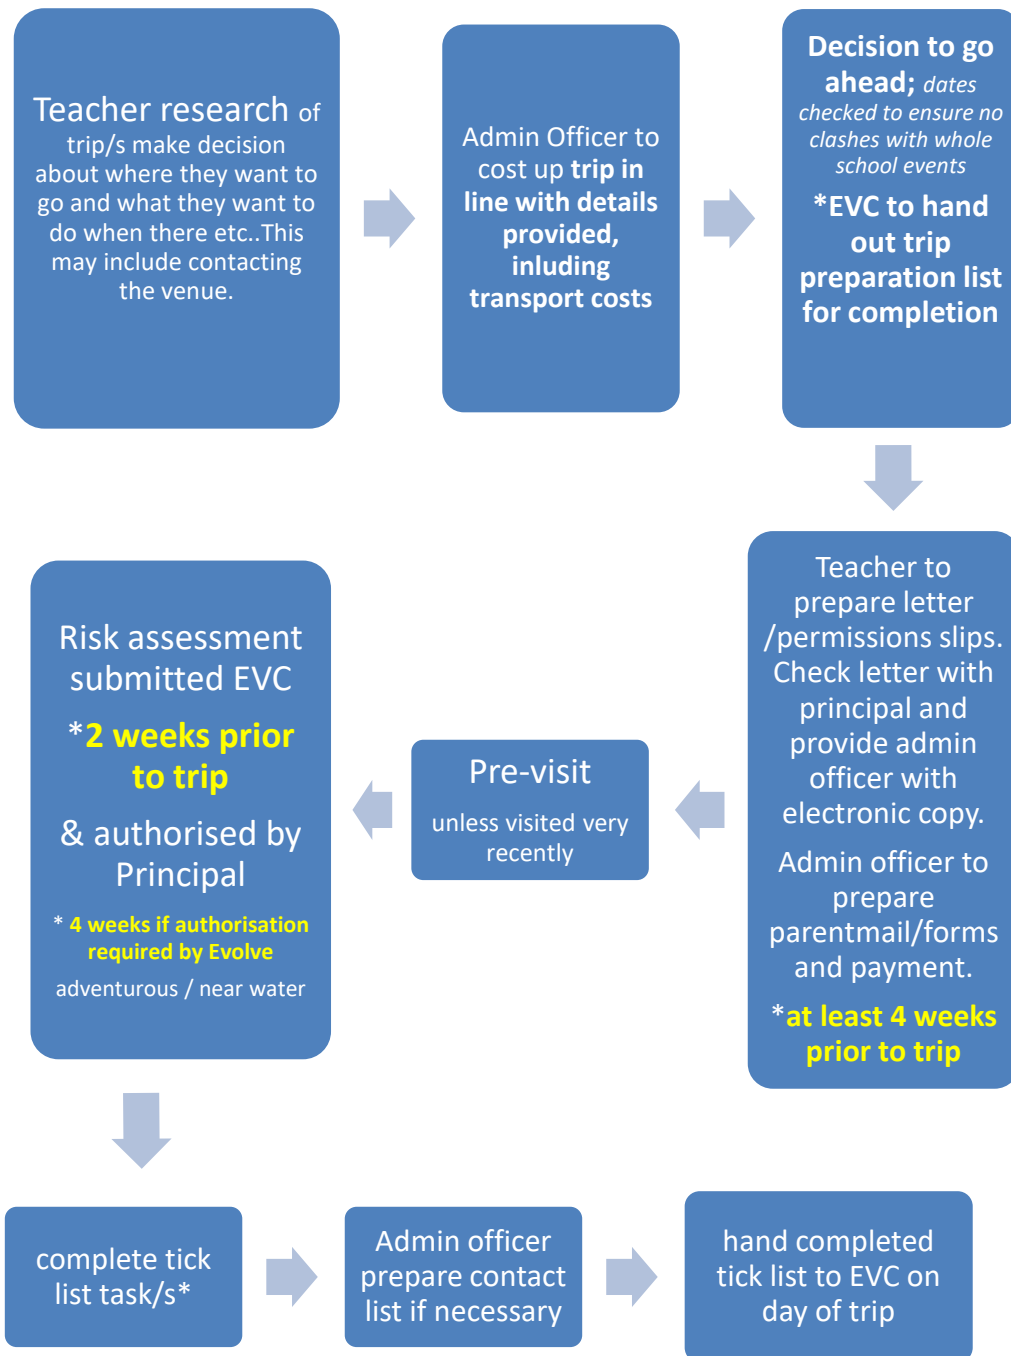 Teacher research of
trip/s make decision
about where they want to
go and what they want to
do when there etc..This
may include contacting
the venue.
Admin Officer to
cost up trip in
line with details
provided,
inluding
transport costs
Decision to go
ahead; dates
checked to ensure no
clashes with whole
school events
*EVC to hand
out trip
preparation list
for completion
Teacher to
prepare letter
/permissions slips.
Check letter with
principal and
provide admin
officer with
electronic copy.
Admin officer to
prepare
parentmail/forms
and payment.
*at least 4 weeks
prior to trip
Pre-visit
unless visited very
recently
Risk assessment
submitted EVC
*2 weeks prior
to trip
& authorised by
Principal
* 4 weeks if authorisation
required by Evolve
adventurous / near water
complete tick
list task/s*
Admin officer
prepare contact
list if necessary
hand completed
tick list to EVC on
day of trip